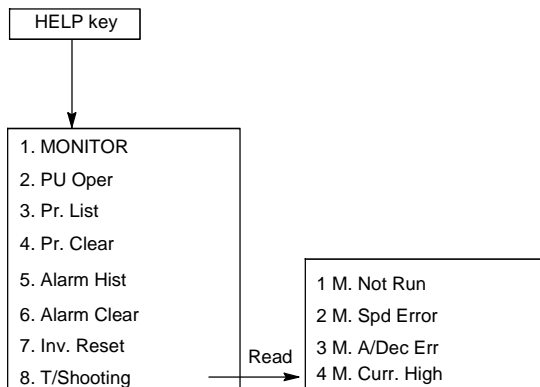 HELP key
1. MONITOR
2. PU Oper
3. Pr. List
4. Pr. Clear
5. Alarm Hist
6. Alarm Clear
7. Inv. Reset
8. T/Shooting
Read
1 M. Not Run
2 M. Spd Error
3 M. A/Dec Err
4 M. Curr. High